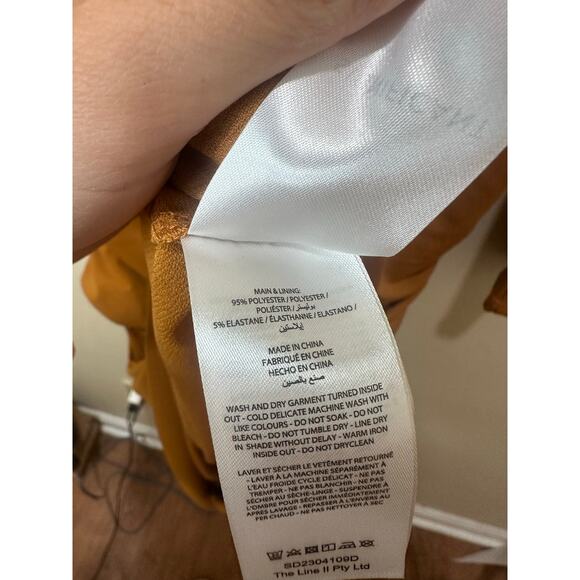 MAIN & LINING:
95% POLYESTER / POLYESTER /
POLIÉSTER / بوليستر
5% ELASTANE / ÉLASTHANNE / ELASTANO /
إيلاستين
MADE IN CHINA
FABRIQUÉ EN CHINE
HECHO EN CHINA
صنع بالصين
WASH AND DRY GARMENT TURNED INSIDE
OUT - COLD DELICATE MACHINE WASH WITH
LIKE COLOURS - DO NOT SOAK - DO NOT
BLEACH - DO NOT TUMBLE DRY - LINE DRY
IN SHADE WITHOUT DELAY - WARM IRON
INSIDE OUT - DO NOT DRYCLEAN
LAVER ET SÉCHER LE VÊTEMENT RETOURNÉ
- LAVER À LA MACHINE SÉPARÉMENT À
L'EAU FROIDE CYCLE DÉLICAT - NE PAS
TREMPER - NE PAS BLANCHIR - NE PAS
SÉCHER AU SÈCHE-LINGE - SUSPENDRE À
L'OMBRE POUR SÉCHER IMMÉDIATEMENT
APRÈS LAVAGE - REPASSER À L'ENVERS AU
FER CHAUD - NE PAS NETTOYER À SEC
SD2304109D
The Line II Pty Ltd